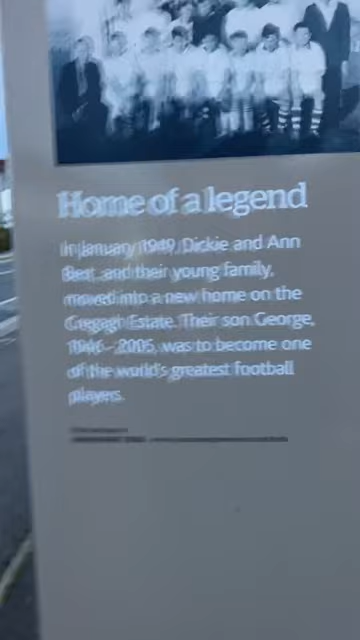 Home of a legend
In January 1949, Dickie and Ann
Best, and their young family,
moved into a new home on the
Cregagh Estate. Their son George,
1946 - 2005, was to become one
of the world's greatest football
players.